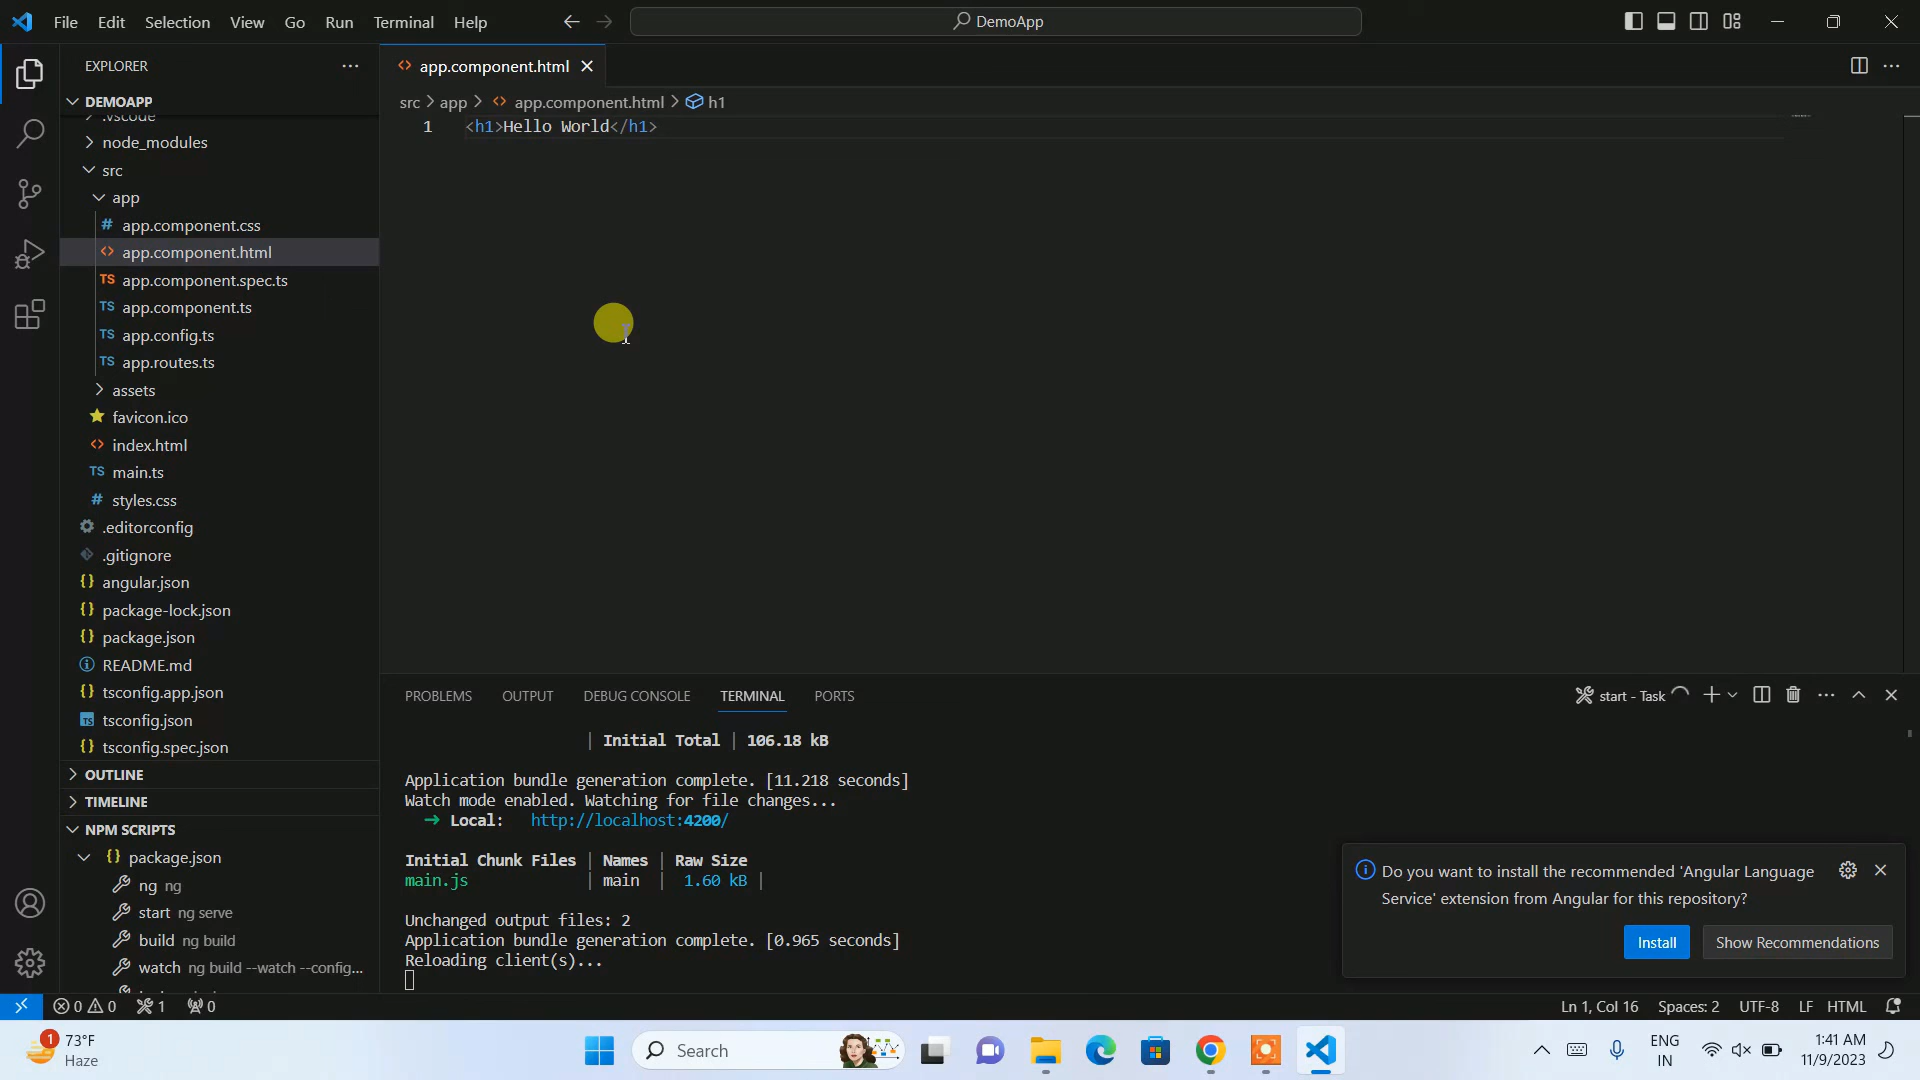 File Edit Selection View Go Run Terminal Help
DemoApp
EXPLORER
DEMOAPP
.vscode
node_modules
src
app
app.component.css
app.component.html
app.component.spec.ts
app.component.ts
app.config.ts
app.routes.ts
assets
favicon.ico
index.html
main.ts
styles.css
.editorconfig
.gitignore
angular.json
package-lock.json
package.json
README.md
tsconfig.app.json
tsconfig.json
tsconfig.spec.json
OUTLINE
TIMELINE
NPM SCRIPTS
package.json
ng ng
start ng serve
build ng build
watch ng build --watch --config...
app.component.html
src > app > app.component.html > h1
1 <h1>Hello World</h1>
PROBLEMS OUTPUT DEBUG CONSOLE TERMINAL PORTS
start - Task
| Initial Total | 106.18 kB
Application bundle generation complete. [11.218 seconds]
Watch mode enabled. Watching for file changes...
➜ Local: http://localhost:4200/
Initial Chunk Files | Names | Raw Size
main.js | main | 1.60 kB |
Unchanged output files: 2
Application bundle generation complete. [0.965 seconds]
Reloading client(s)...
Do you want to install the recommended 'Angular Language
Service' extension from Angular for this repository?
Install Show Recommendations
0 0 1 0
Ln 1, Col 16 Spaces: 2 UTF-8 LF HTML
1 73°F
Haze
Search
ENG
IN
1:41 AM
11/9/2023